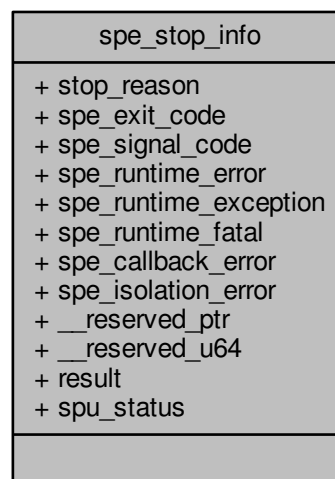 spe_stop_info
+ stop_reason
+ spe_exit_code
+ spe_signal_code
+ spe_runtime_error
+ spe_runtime_exception
+ spe_runtime_fatal
+ spe_callback_error
+ spe_isolation_error
+ __reserved_ptr
+ __reserved_u64
+ result
+ spu_status